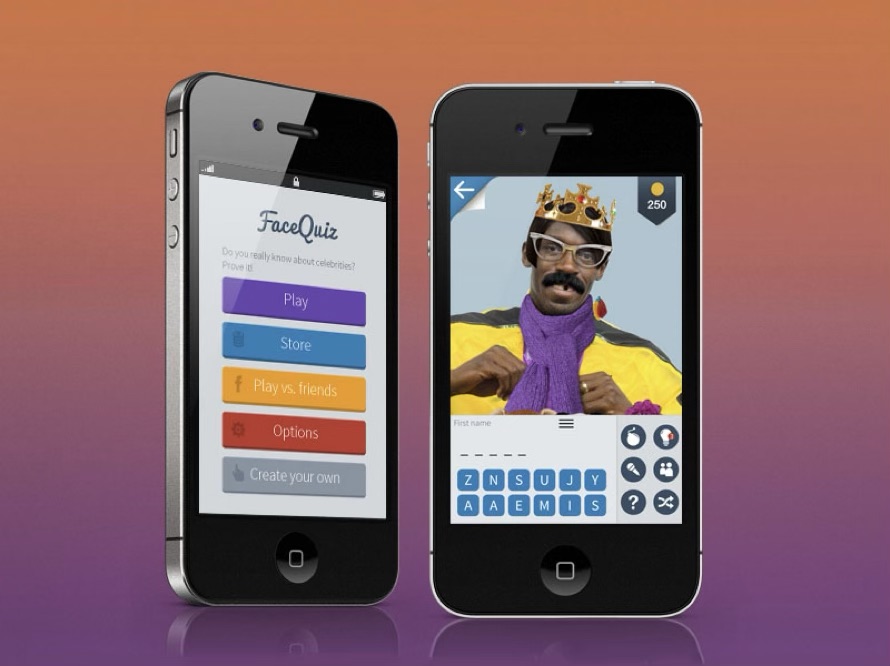 FaceQuiz
Do you really know about celebrities?
Prove it!
Play
Store
Play vs. friends
Options
Create your own
250
First name
Z N S U J Y
A A E M I S
?